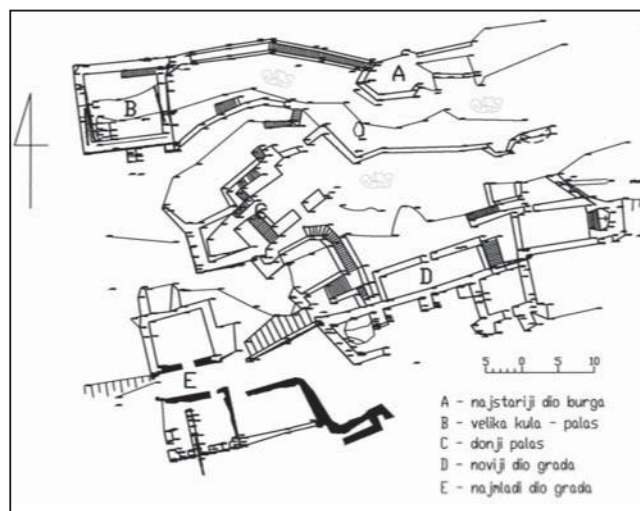 A
B
C
D
E
5 0 5 10
A - najstariji dio burga
B - velika kula - palas
C - donji palas
D - noviji dio grada
E - najmlađi dio grada